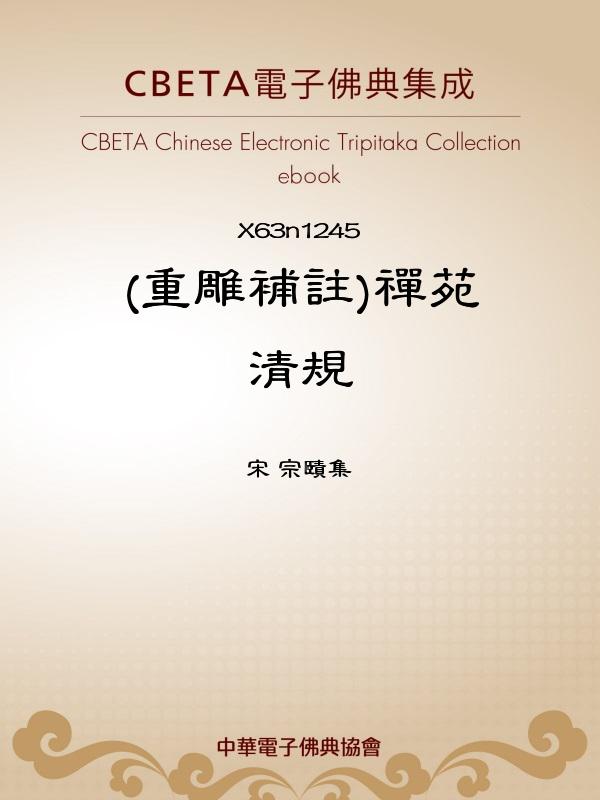 CBETA電子佛典集成
CBETA Chinese Electronic Tripitaka Collection
ebook
X63n1245
(重雕補註)禪苑
清規
宋 宗賾集
中華電子佛典協會